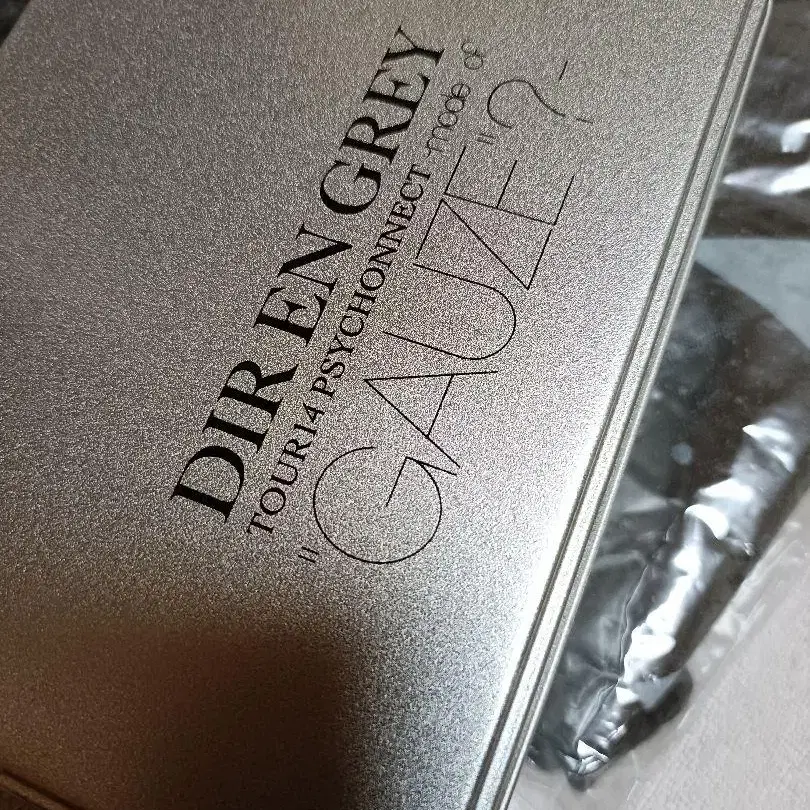 DIR EN GREY
TOUR14 PSYCHONNECT -mode of
"GAUZE"?-